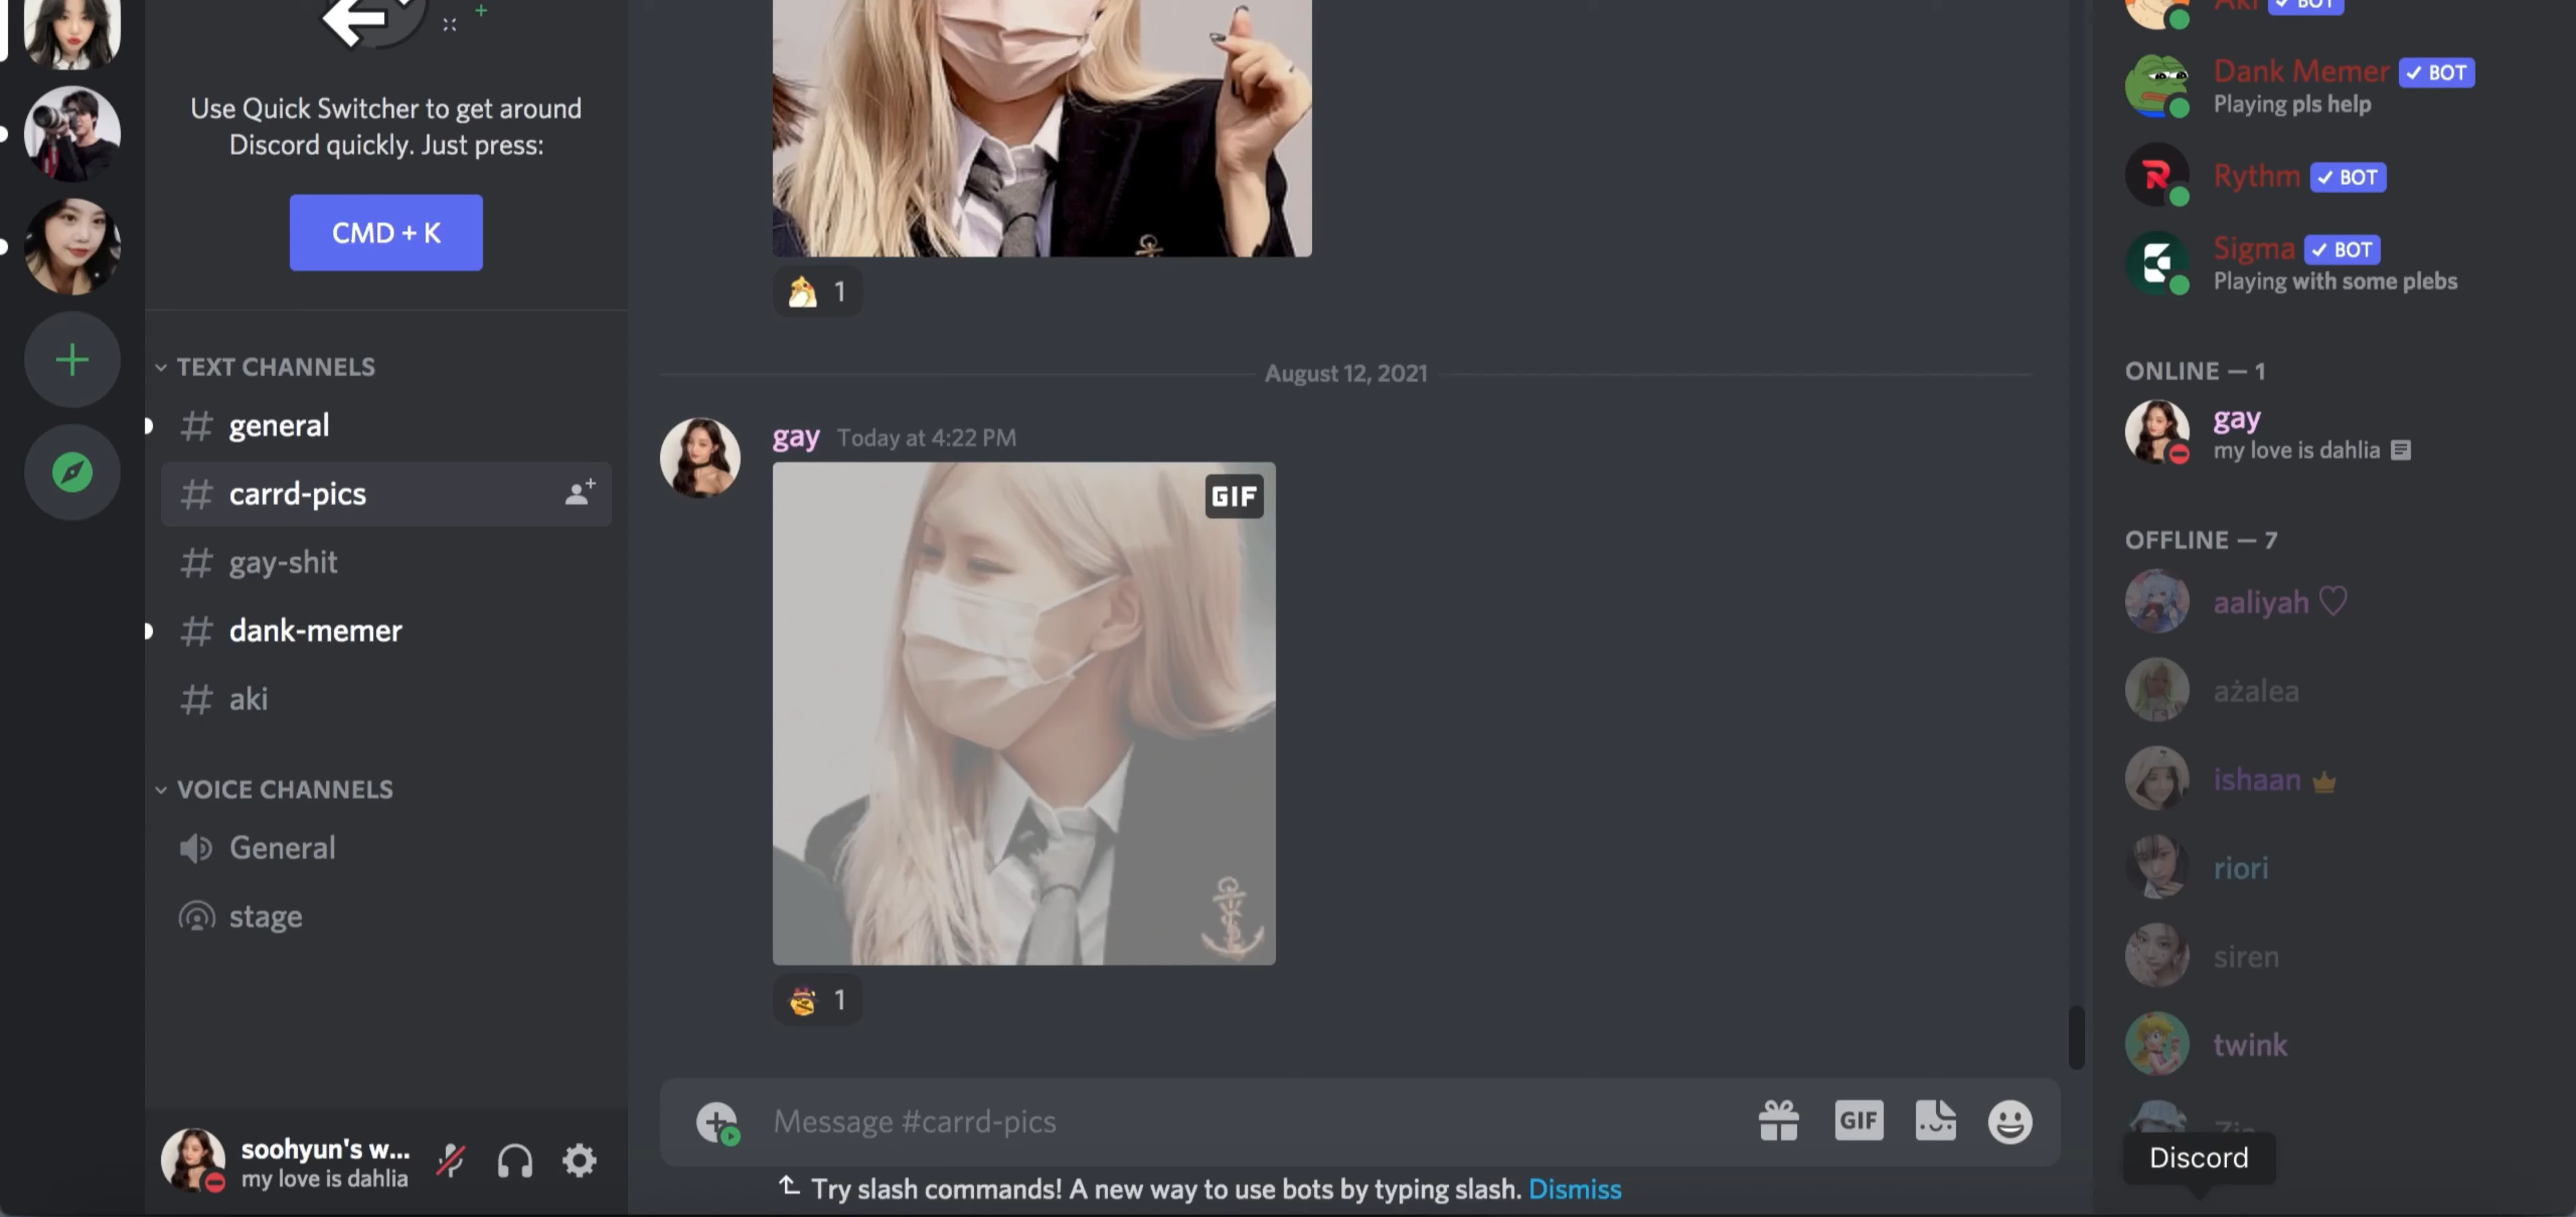 Use Quick Switcher to get around
Discord quickly. Just press:
CMD + K
TEXT CHANNELS
general
carrd-pics
gay-shit
dank-memer
aki
VOICE CHANNELS
General
stage
soohyun's w...
my love is dahlia
1
August 12, 2021
gay Today at 4:22 PM
GIF
1
Message #carrd-pics
GIF
Try slash commands! A new way to use bots by typing slash. Dismiss
Aki BOT
Dank Memer BOT
Playing pls help
Rythm BOT
Sigma BOT
Playing with some plebs
ONLINE — 1
gay
my love is dahlia
OFFLINE — 7
aaliyah ♡
ażalea
ishaan
riori
siren
twink
Discord